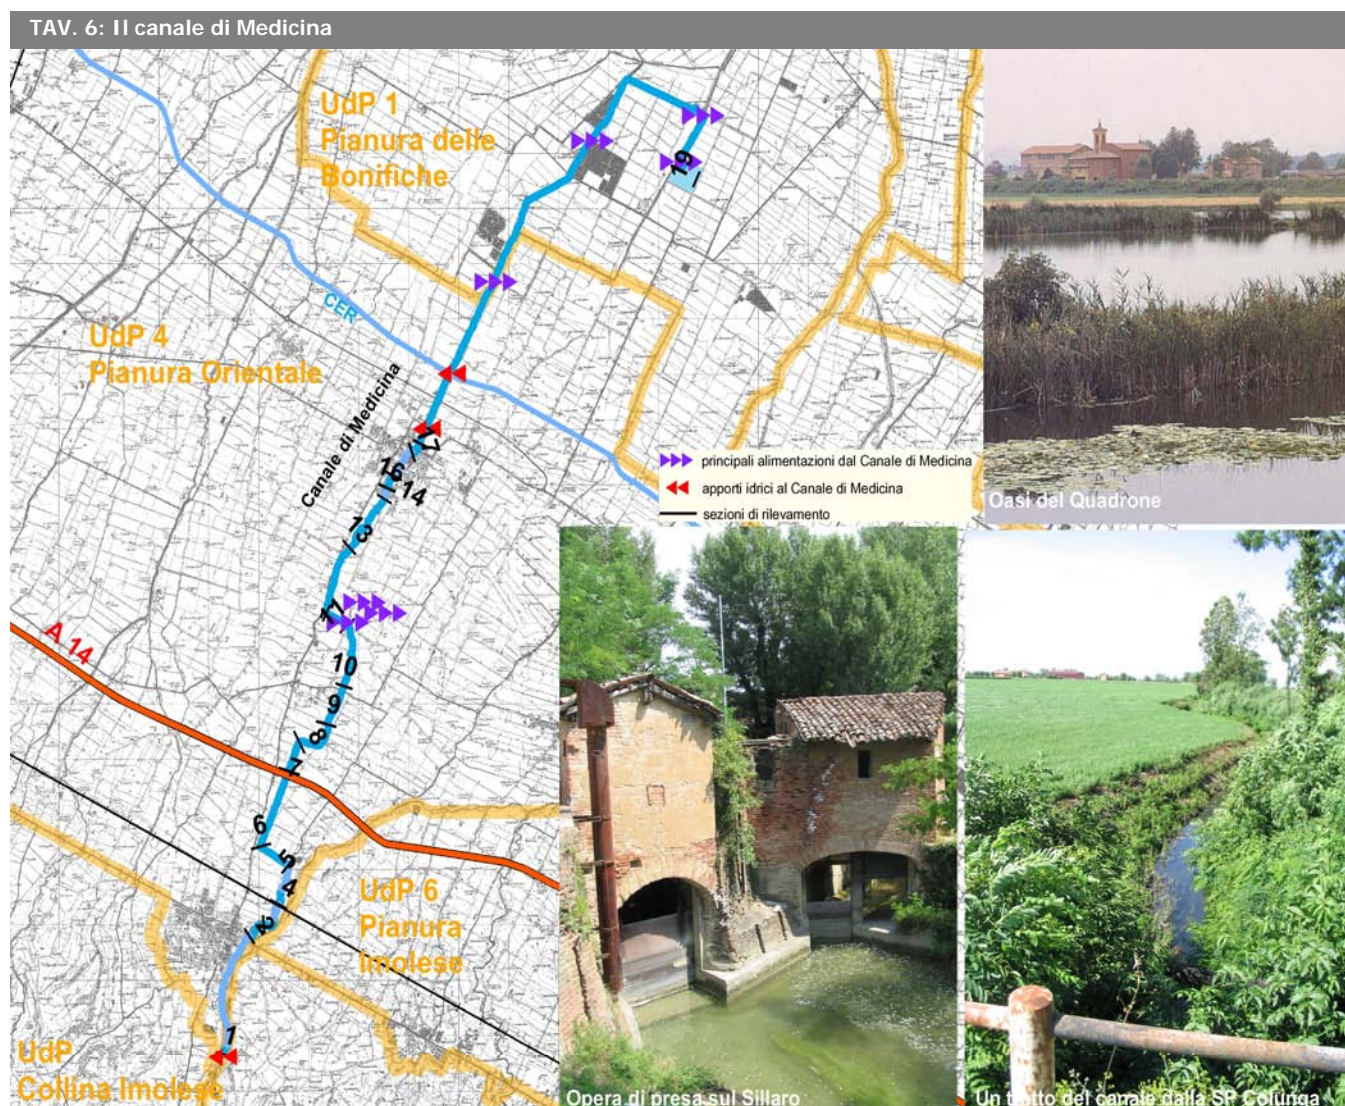 TAV. 6: Il canale di Medicina
UdP 1
Pianura delle
Bonifiche
19
CER
UdP 4
Pianura Orientale
Canale di Medicina
17
16
14
13
11
10
9
8
7
6
5
4
2
1
A 14
UdP 6
Pianura
Imolese
UdP
Collina Imolese
principali alimentazioni dal Canale di Medicina
apporti idrici al Canale di Medicina
sezioni di rilevamento
Oasi del Quadrone
Opera di presa sul Sillaro
Un tratto del canale dalla SP Colunga